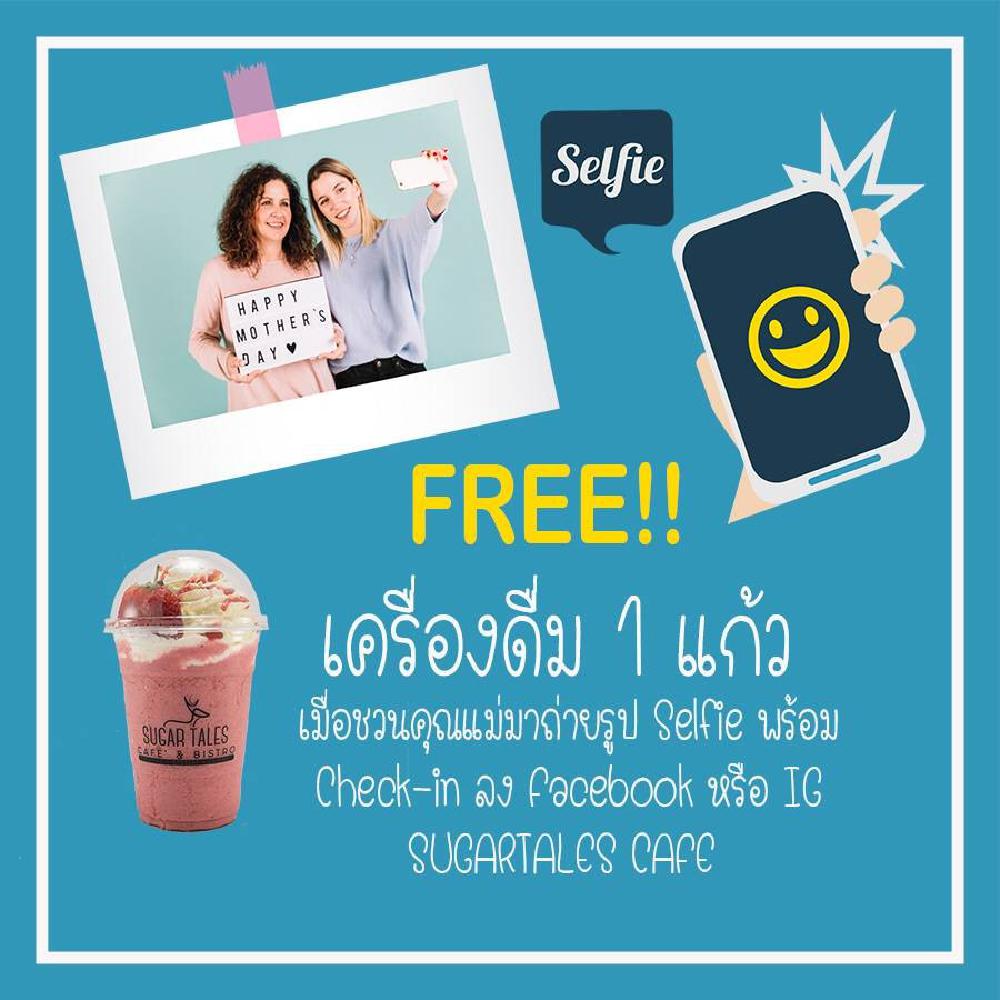 Selfie
HAPPY
MOTHER'S
DAY ♥
FREE!!
เครื่องดื่ม 1 แก้ว
เมื่อชวนคุณแม่มาถ่ายรูป Selfie พร้อม
Check-in ลง facebook หรือ IG
SUGARTALES CAFE
SUGAR TALES
CAFE' & BISTRO